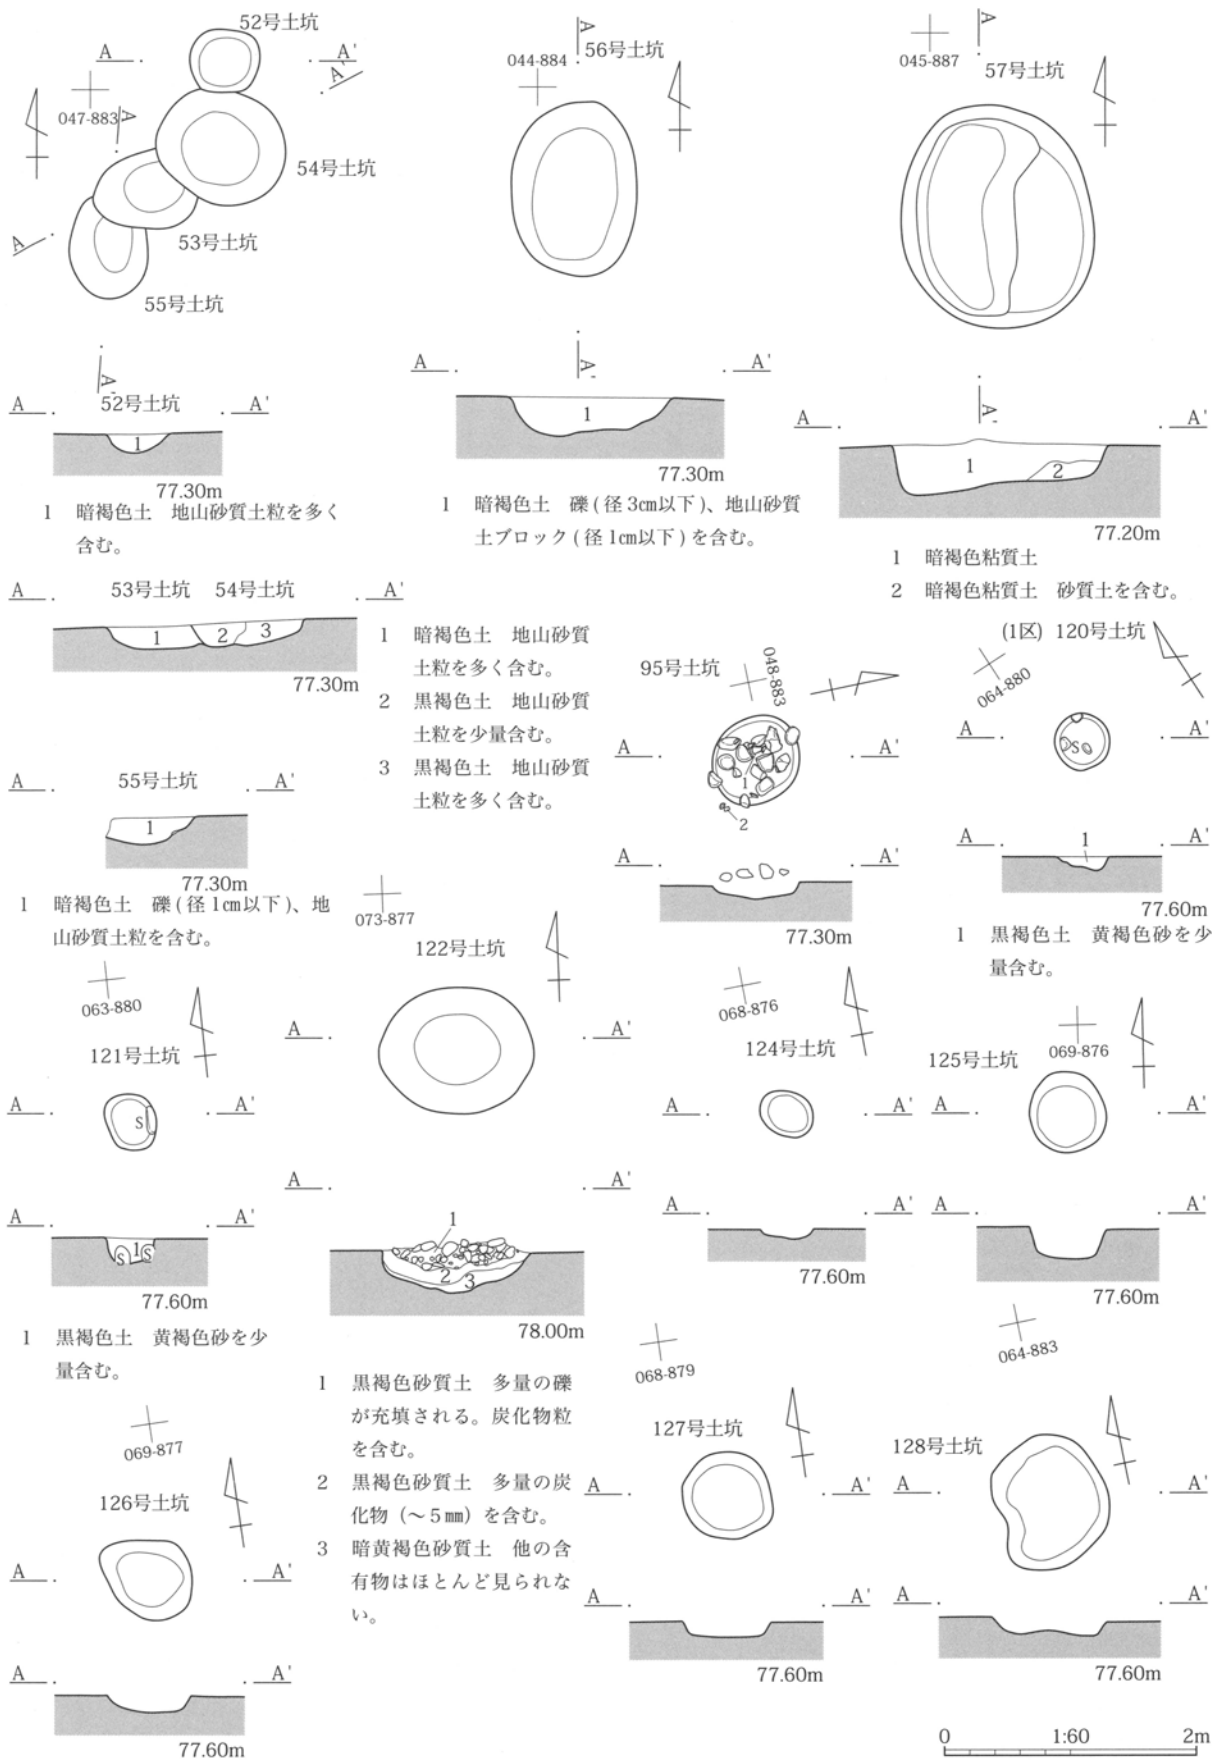 52号土坑
A A'
A'
047-883
A
54号土坑
A
53号土坑
55号土坑
A'
A
044-884
56号土坑
A'
A
045-887
57号土坑
A'
A 52号土坑 A'
1
77.30m
1 暗褐色土 地山砂質土粒を多く
含む。
A A'
1
77.30m
1 暗褐色土 礫(径3cm以下)、地山砂質
土ブロック(径1cm以下)を含む。
A A'
1
2
77.20m
1 暗褐色粘質土
2 暗褐色粘質土 砂質土を含む。
A 53号土坑 54号土坑 A'
1 2 3
77.30m
1 暗褐色土 地山砂質
土粒を多く含む。
2 黒褐色土 地山砂質
土粒を少量含む。
3 黒褐色土 地山砂質
土粒を多く含む。
A 55号土坑 A'
1
77.30m
1 暗褐色土 礫(径1cm以下)、地
山砂質土粒を含む。
95号土坑
048-883
A A'
1
2
A A'
77.30m
(1区) 120号土坑
064-880
A A'
S
A A'
1
77.60m
1 黒褐色土 黄褐色砂を少
量含む。
063-880
121号土坑
A A'
S
A A'
S 1 S
77.60m
1 黒褐色土 黄褐色砂を少
量含む。
073-877
122号土坑
A A'
A A'
1
2 3
78.00m
1 黒褐色砂質土 多量の礫
が充填される。炭化物粒
を含む。
2 黒褐色砂質土 多量の炭
化物(～5㎜)を含む。
3 暗黄褐色砂質土 他の含
有物はほとんど見られな
い。
068-876
124号土坑
A A'
A A'
77.60m
125号土坑
069-876
A A'
A A'
77.60m
069-877
126号土坑
A A'
A A'
77.60m
068-879
127号土坑
A A'
A A'
77.60m
064-883
128号土坑
A A'
A A'
77.60m
0 1:60 2m